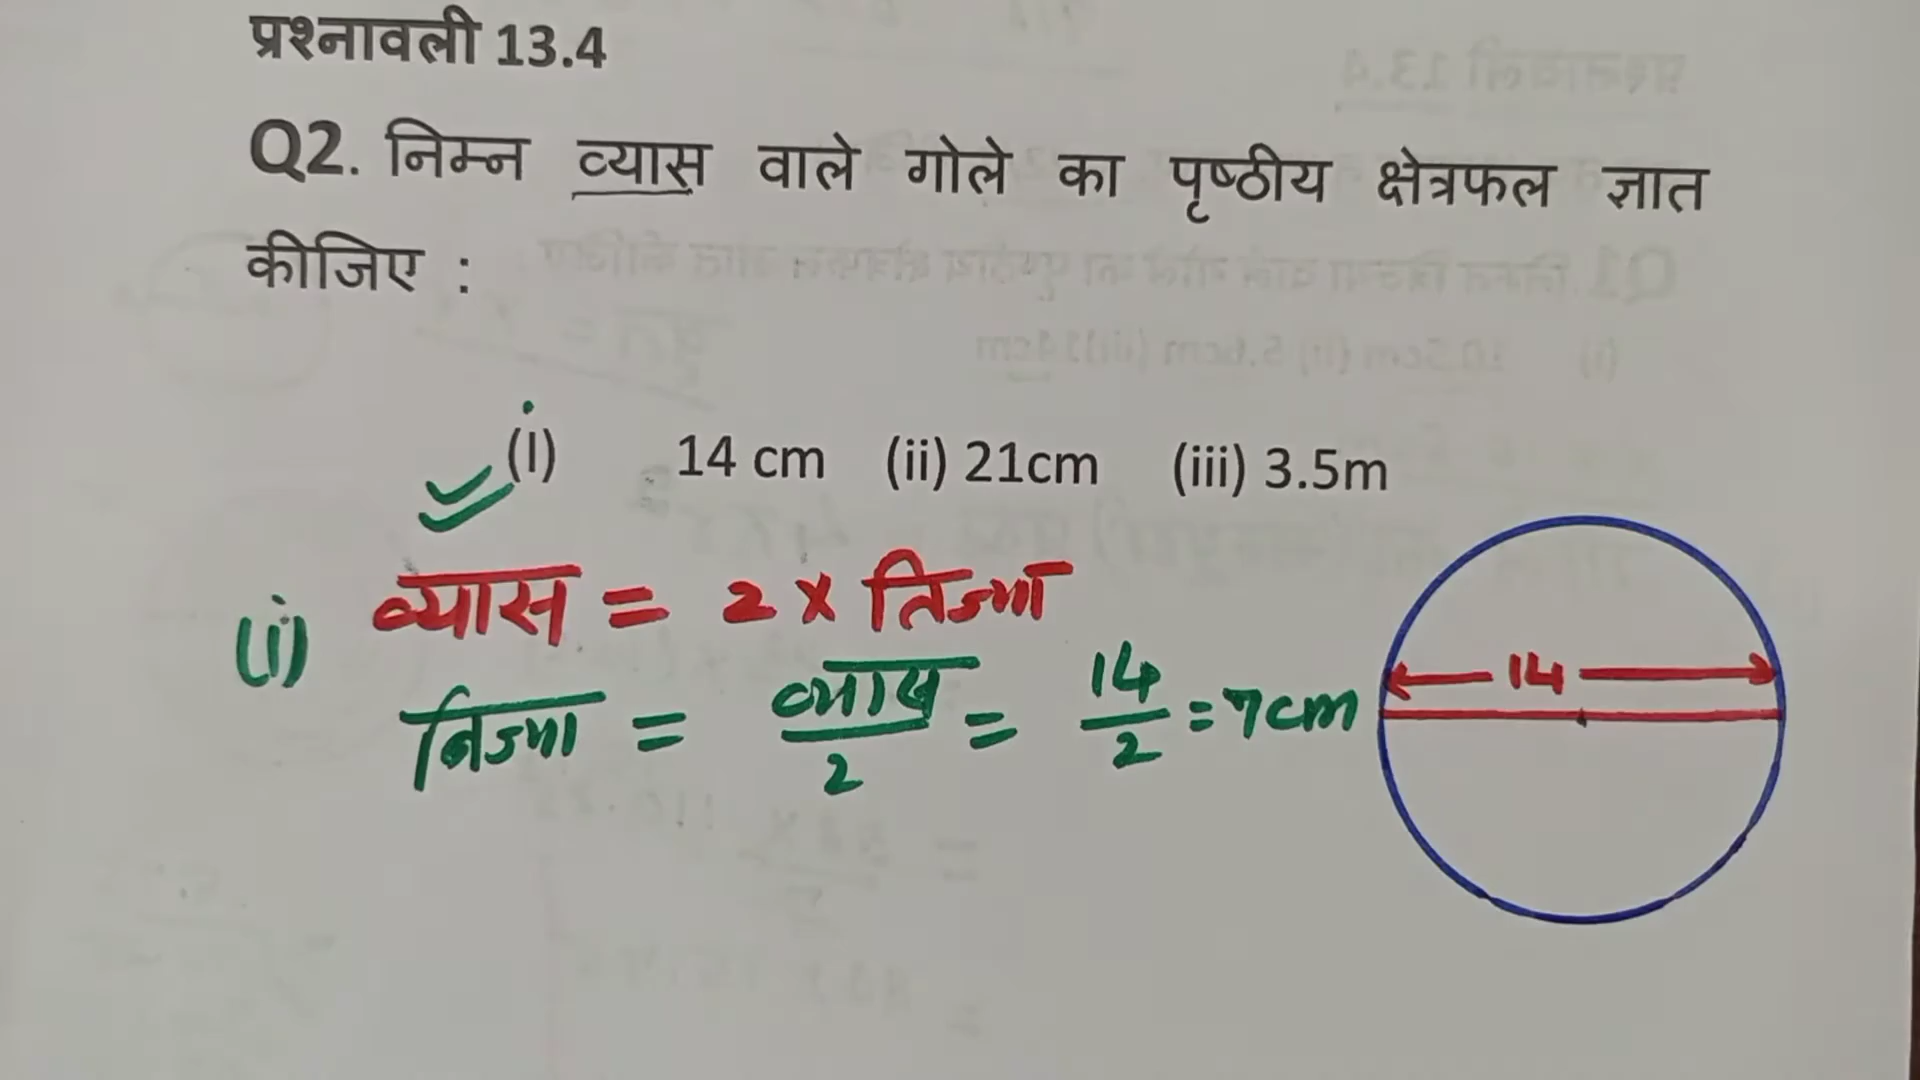 प्रश्नावली 13.4
Q2. निम्न व्यास वाले गोले का पृष्ठीय क्षेत्रफल ज्ञात
कीजिए :
(i) 14 cm (ii) 21cm (iii) 3.5m
व्यास = 2 x त्रिज्या
(i) त्रिज्या = व्यास/2 = 14/2 = 7cm
14